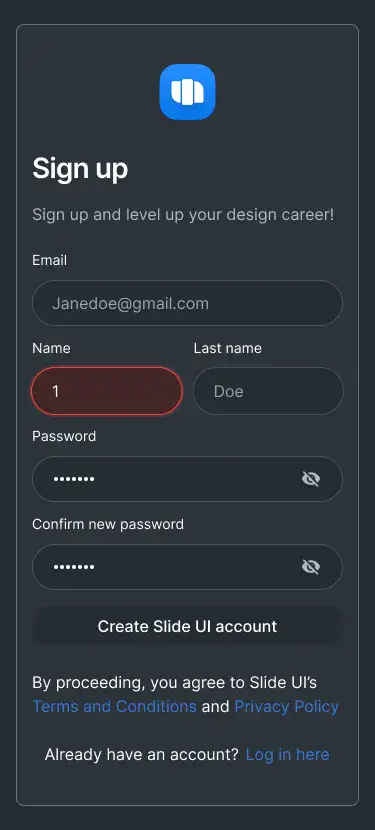 Sign up
Sign up and level up your design career!
Email
Janedoe@gmail.com
Name
Last name
1
Doe
Password
•••••••
Confirm new password
•••••••
Create Slide UI account
By proceeding, you agree to Slide UI’s
Terms and Conditions and Privacy Policy
Already have an account? Log in here